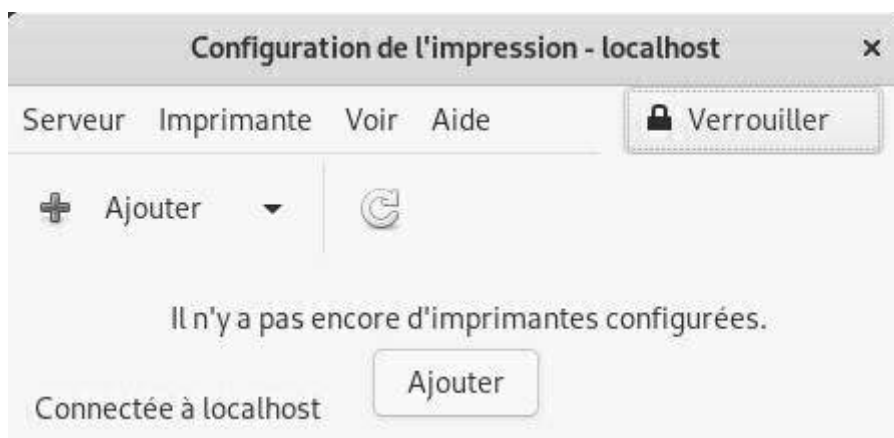 Configuration de l'impression - localhost
Serveur Imprimante Voir Aide Verrouiller
Ajouter
Il n'y a pas encore d'imprimantes configurées.
Ajouter
Connectée à localhost